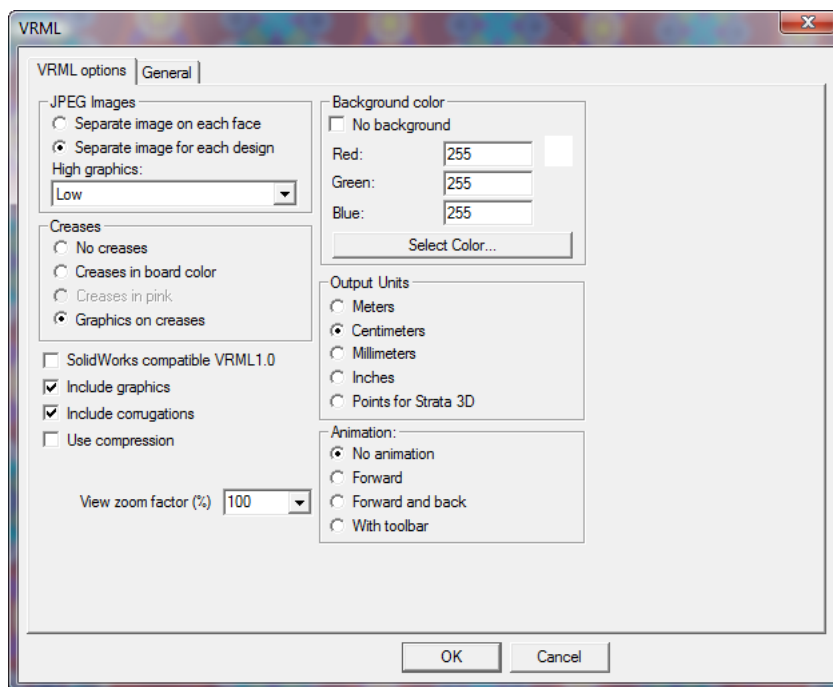 VRML
VRML options
General
JPEG Images
Separate image on each face
Separate image for each design
High graphics:
Low
Creases
No creases
Creases in board color
Creases in pink
Graphics on creases
SolidWorks compatible VRML1.0
Include graphics
Include corrugations
Use compression
View zoom factor (%) 100
Background color
No background
Red: 255
Green: 255
Blue: 255
Select Color...
Output Units
Meters
Centimeters
Millimeters
Inches
Points for Strata 3D
Animation:
No animation
Forward
Forward and back
With toolbar
OK
Cancel